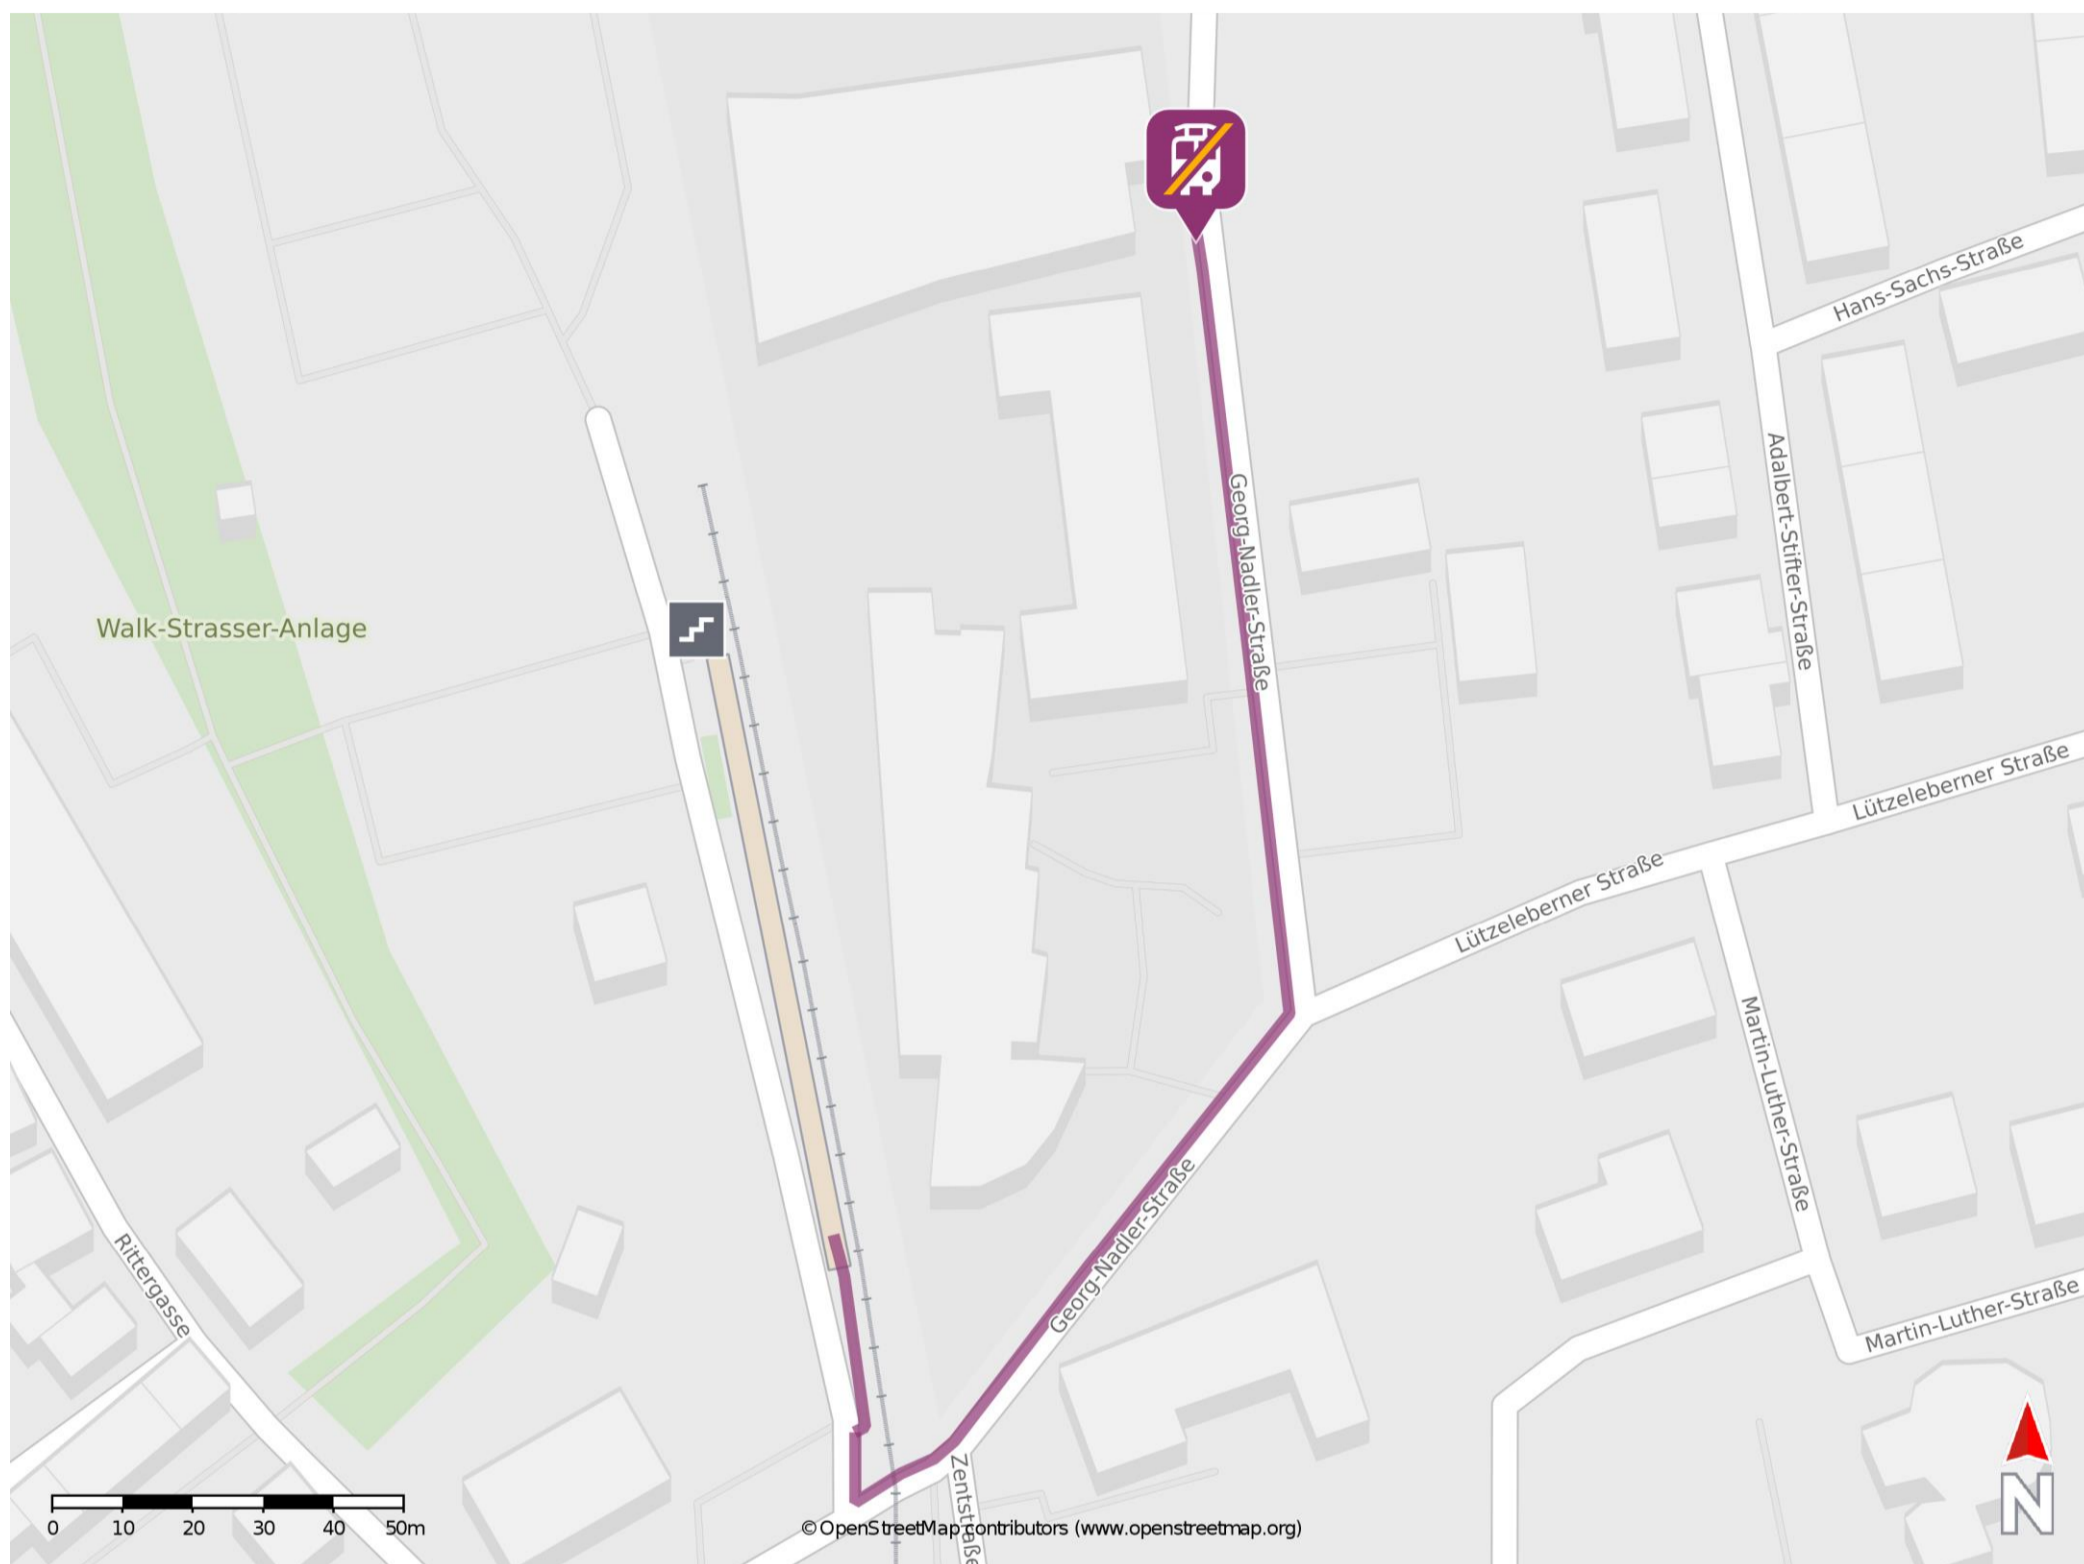 Hans-Sachs-Straße
Adalbert-Stifter-Straße
Georg-Nadler-Straße
Walk-Strasser-Anlage
Lützeleberner Straße
Lützeleberner Straße
Martin-Luther-Straße
Georg-Nadler-Straße
Rittergasse
Martin-Luther-Straße
Zentstraße
N
0 10 20 30 40 50m
© OpenStreetMap contributors (www.openstreetmap.org)